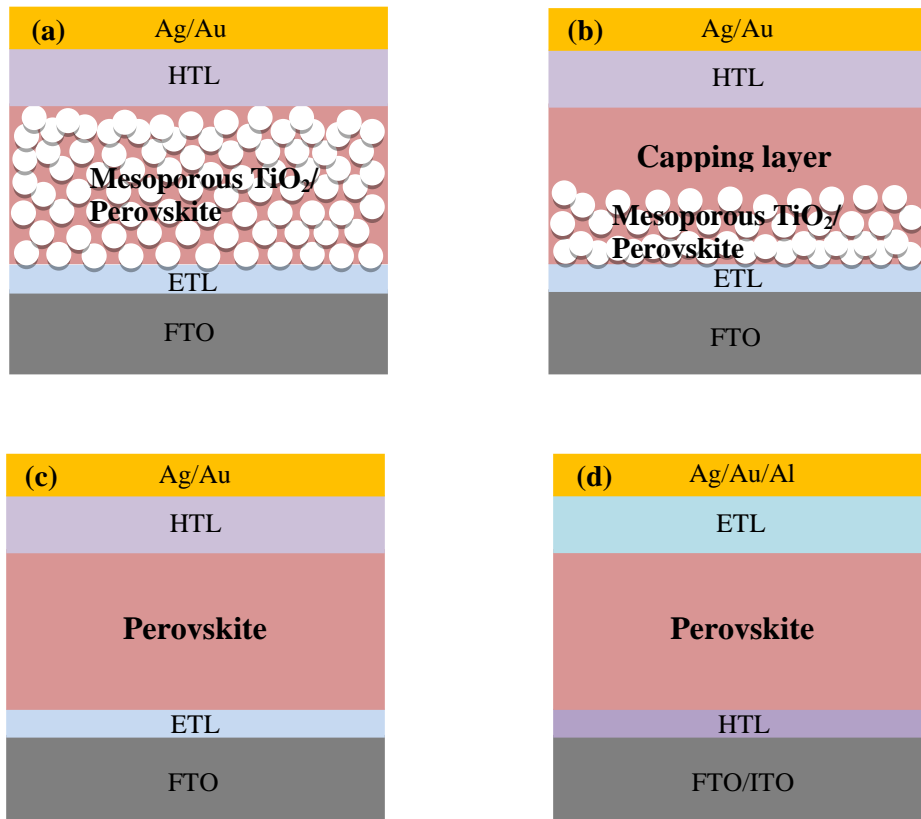 (a) Ag/Au
HTL
Mesoporous TiO₂/
Perovskite
ETL
FTO
(b) Ag/Au
HTL
Capping layer
Mesoporous TiO₂/
Perovskite
ETL
FTO
(c) Ag/Au
HTL
Perovskite
ETL
FTO
(d) Ag/Au/Al
ETL
Perovskite
HTL
FTO/ITO